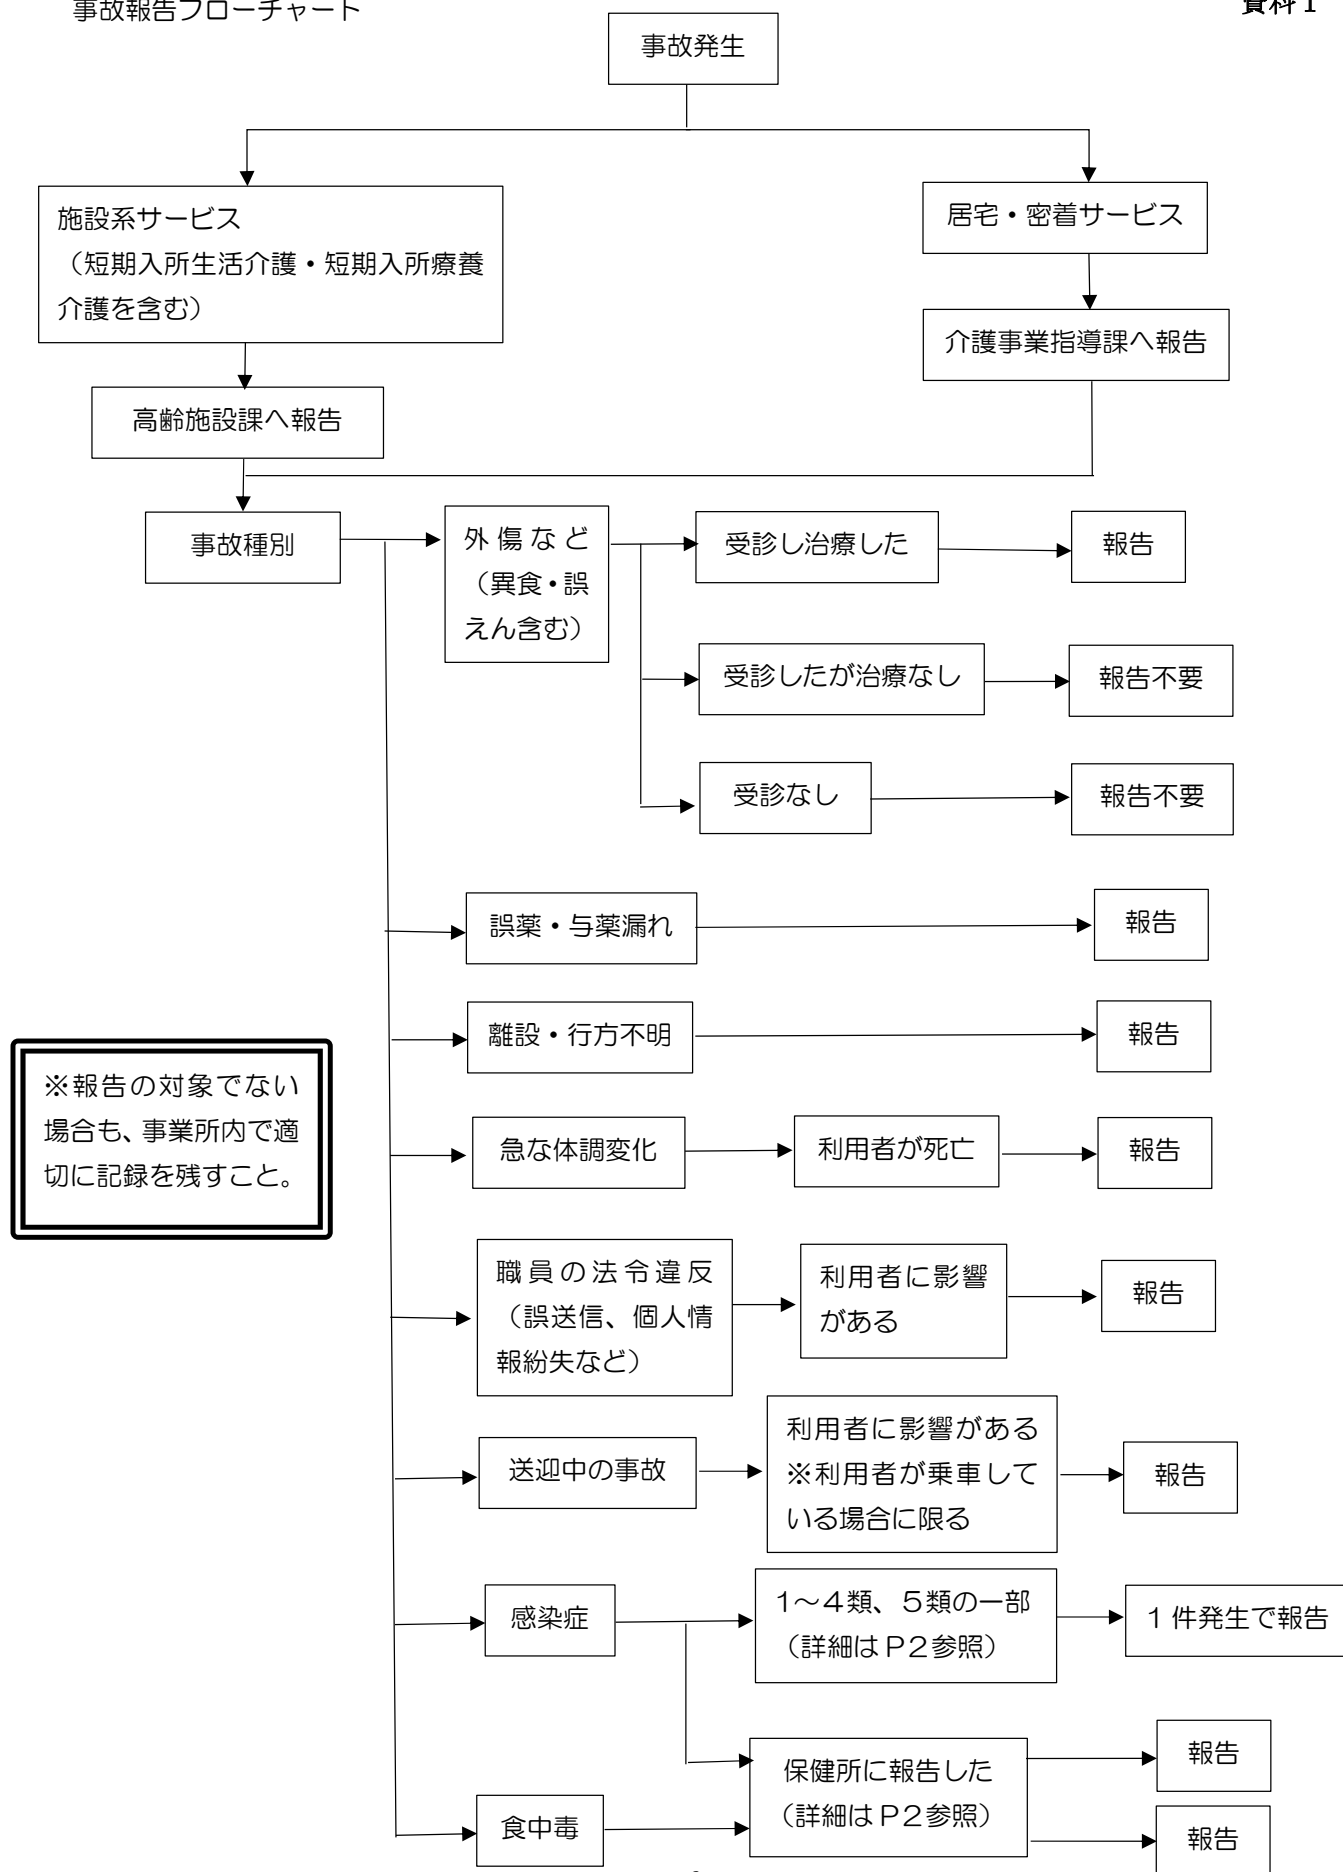 事故報告フローチャート
資料1
事故発生
施設系サービス
（短期入所生活介護・短期入所療養
介護を含む）
居宅・密着サービス
介護事業指導課へ報告
高齢施設課へ報告
事故種別
外傷など
（異食・誤
えん含む）
受診し治療した
報告
受診したが治療なし
報告不要
受診なし
報告不要
誤薬・与薬漏れ
報告
離設・行方不明
報告
※報告の対象でない
場合も、事業所内で適
切に記録を残すこと。
急な体調変化
利用者が死亡
報告
職員の法令違反
（誤送信、個人情
報紛失など）
利用者に影響
がある
報告
送迎中の事故
利用者に影響がある
※利用者が乗車して
いる場合に限る
報告
感染症
1～4類、5類の一部
（詳細はP2参照）
1件発生で報告
保健所に報告した
（詳細はP2参照）
報告
食中毒
報告